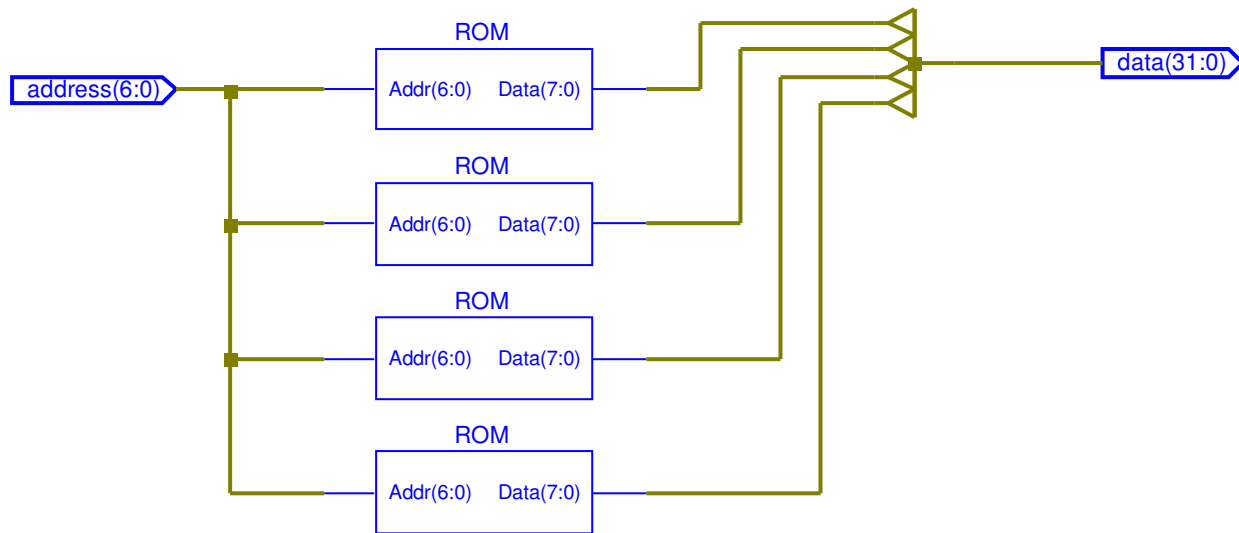 ROM
address(6:0) Addr(6:0) Data(7:0) data(31:0)
ROM
Addr(6:0) Data(7:0)
ROM
Addr(6:0) Data(7:0)
ROM
Addr(6:0) Data(7:0)